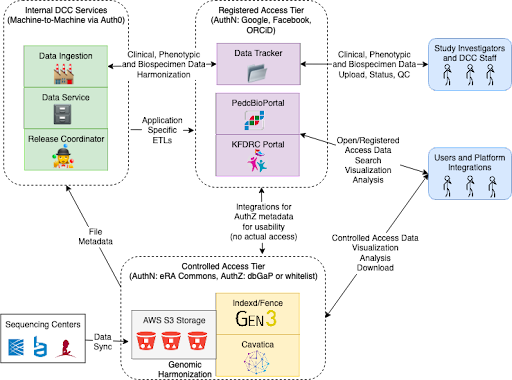 Internal DCC Services
(Machine-to-Machine via Auth0)
Data Ingestion
Data Service
Release Coordinator
Clinical, Phenotypic
and Biospecimen Data
Harmonization
Application
Specific
ETLs
Registered Access Tier
(AuthN: Google, Facebook,
ORCiD)
Data Tracker
PedcBioPortal
KFDRC Portal
Clinical, Phenotypic
and Biospecimen Data
Upload, Status, QC
Study Investigators
and DCC Staff
Open/Registered
Access Data
Search
Visualization
Analysis
Users and Platform
Integrations
File
Metadata
Integrations for
AuthZ metadata
for usability
(no actual access)
Controlled Access Data
Visualization
Analysis
Download
Controlled Access Tier
(AuthN: eRA Commons, AuthZ: dbGaP or whitelist)
Sequencing Centers
Data
Sync
AWS S3 Storage
Genomic
Harmonization
Indexd/Fence
GEN3
Cavatica